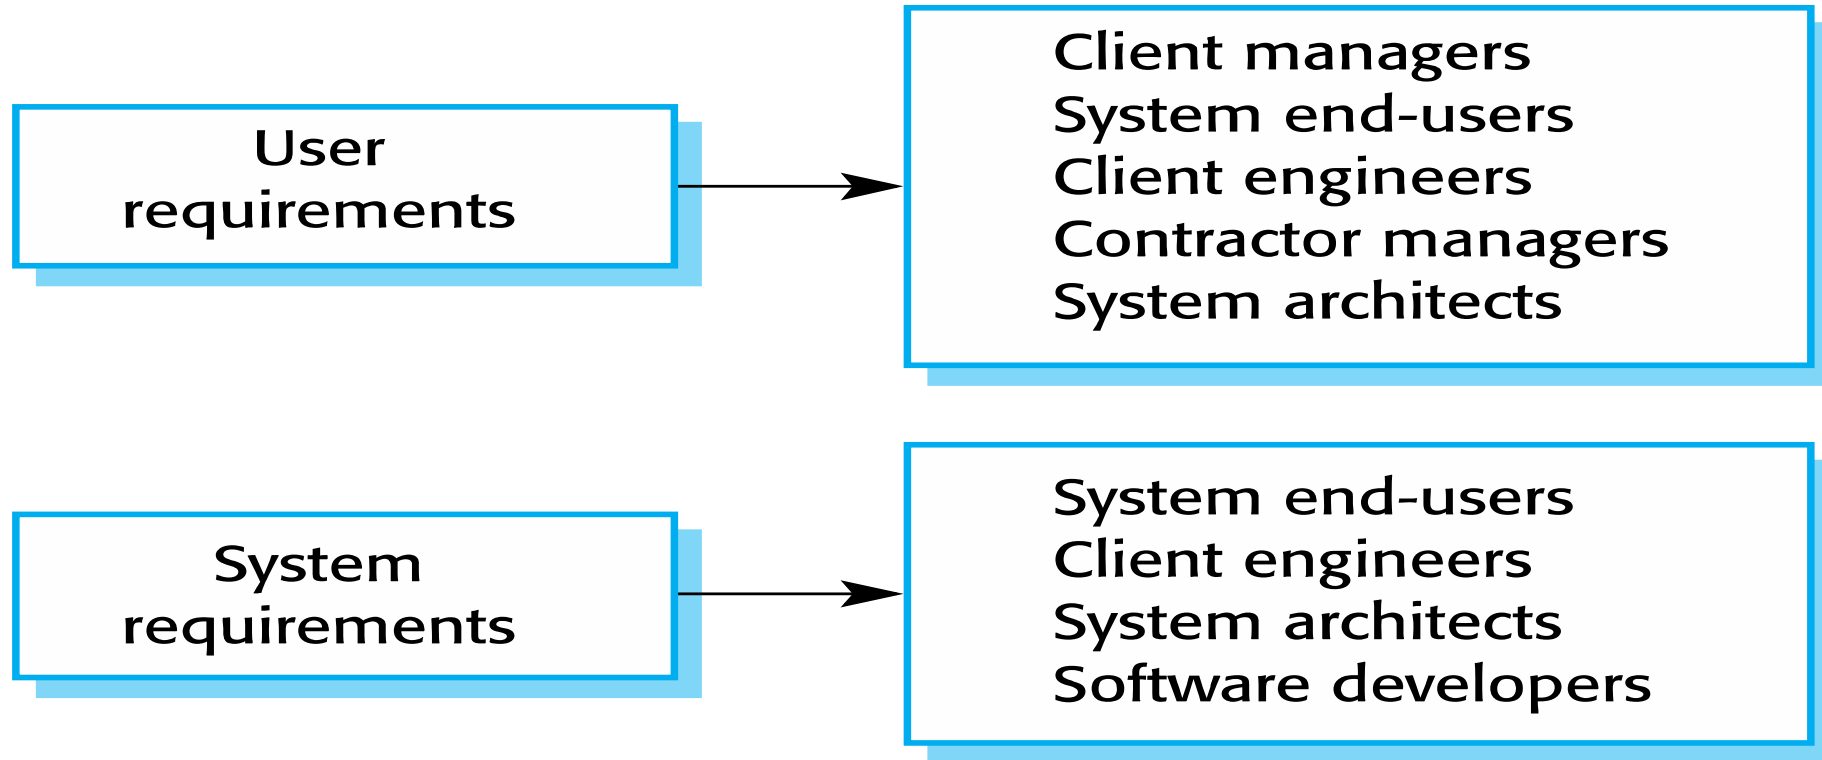 User
requirements
Client managers
System end-users
Client engineers
Contractor managers
System architects
System
requirements
System end-users
Client engineers
System architects
Software developers